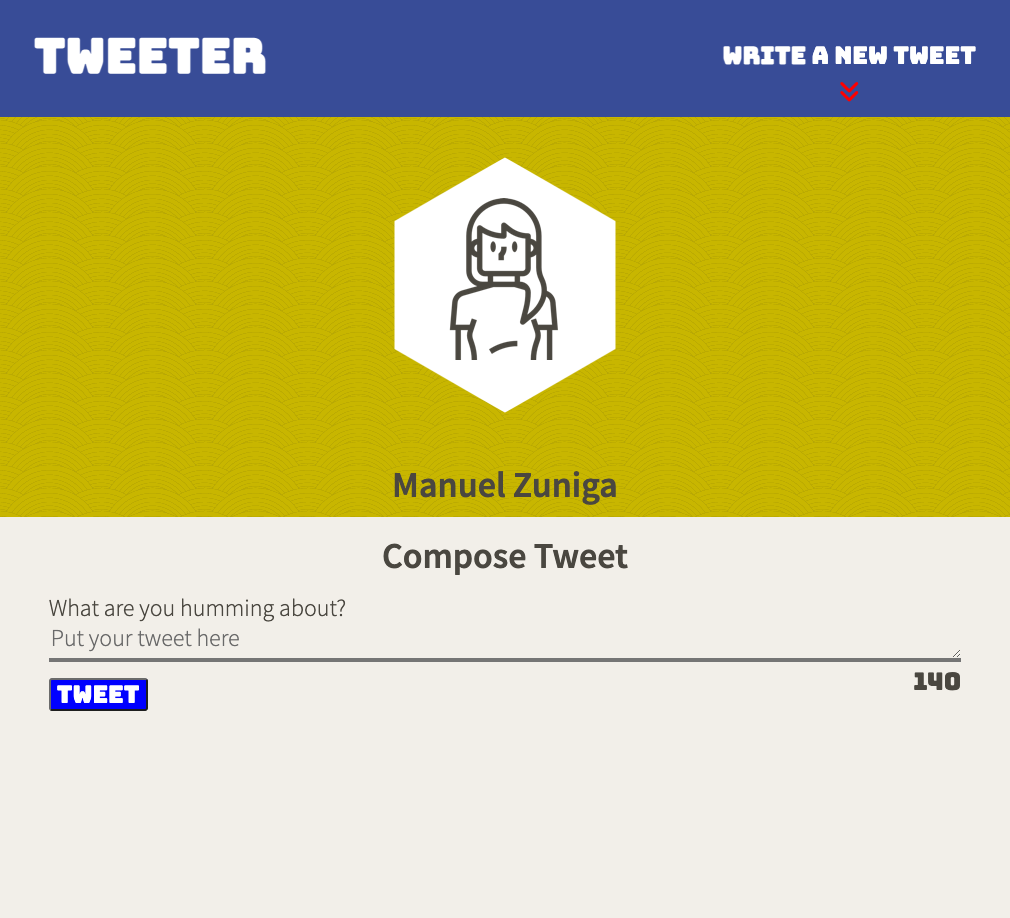 TWEETER
WRITE A NEW TWEET
Manuel Zuniga
Compose Tweet
What are you humming about?
Put your tweet here
TWEET
140